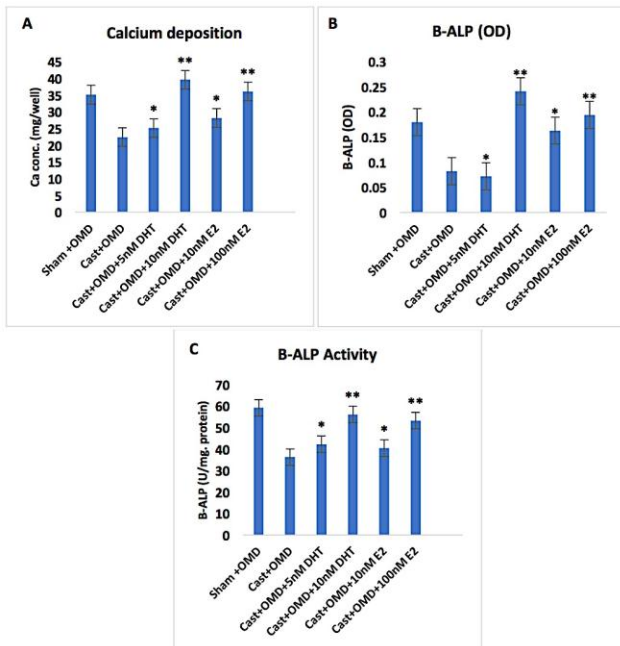 A
Calcium deposition
Ca conc. (mg/well)
45
40
35
30
25
20
15
10
5
0
*
**
*
**
Sham +OMD
Cast+OMD
Cast+OMD+5nM DHT
Cast+OMD+10nM DHT
Cast+OMD+10nM E2
Cast+OMD+100nM E2
B
B-ALP (OD)
B-ALP (OD)
0.3
0.25
0.2
0.15
0.1
0.05
0
*
**
*
**
Sham +OMD
Cast+OMD
Cast+OMD+5nM DHT
Cast+OMD+10nM DHT
Cast+OMD+10nM E2
Cast+OMD+100nM E2
C
B-ALP Activity
B-ALP (U/mg. protein)
70
60
50
40
30
20
10
0
*
**
*
**
Sham +OMD
Cast+OMD
Cast+OMD+5nM DHT
Cast+OMD+10nM DHT
Cast+OMD+10nM E2
Cast+OMD+100nM E2